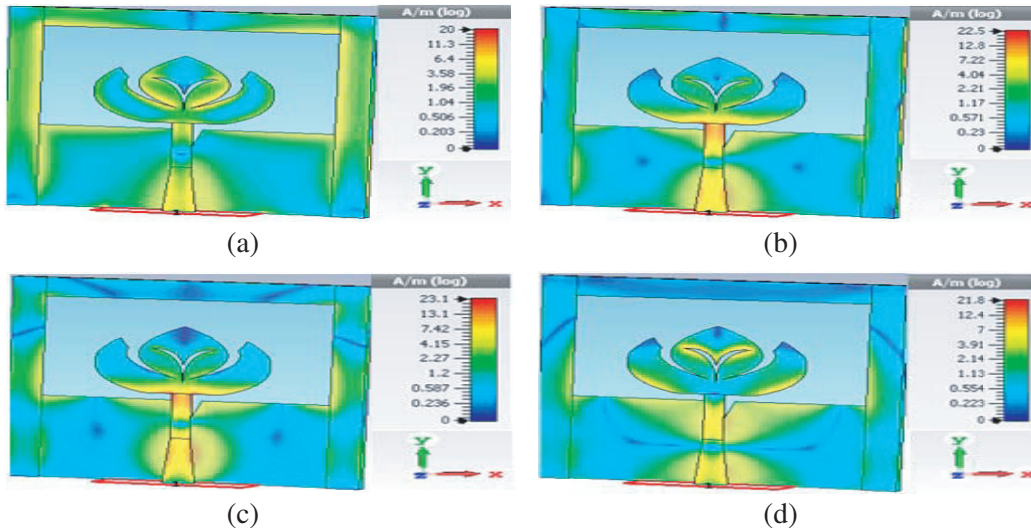 A/m (log)
20
11.3
6.4
3.58
1.96
1.04
0.506
0.203
0
y
z
x
(a)
A/m (log)
22.5
12.8
7.22
4.04
2.21
1.17
0.571
0.23
0
y
z
x
(b)
A/m (log)
23.1
13.1
7.42
4.15
2.27
1.2
0.587
0.236
0
y
z
x
(c)
A/m (log)
21.8
12.4
7
3.91
2.14
1.13
0.554
0.223
0
y
z
x
(d)